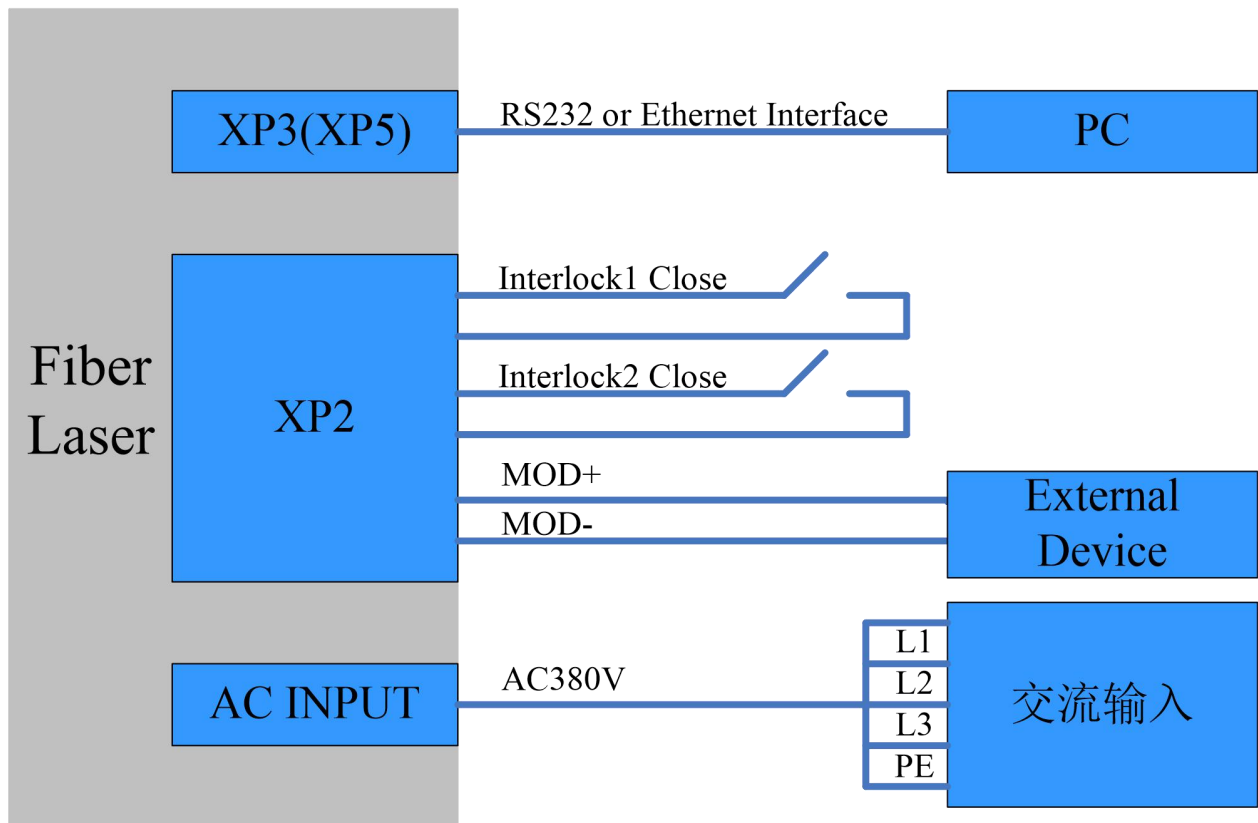 XP3(XP5)
RS232 or Ethernet Interface
PC
Fiber
Laser
XP2
Interlock1 Close
Interlock2 Close
MOD+
MOD-
External
Device
AC INPUT
AC380V
L1
L2
L3
PE
交流输入